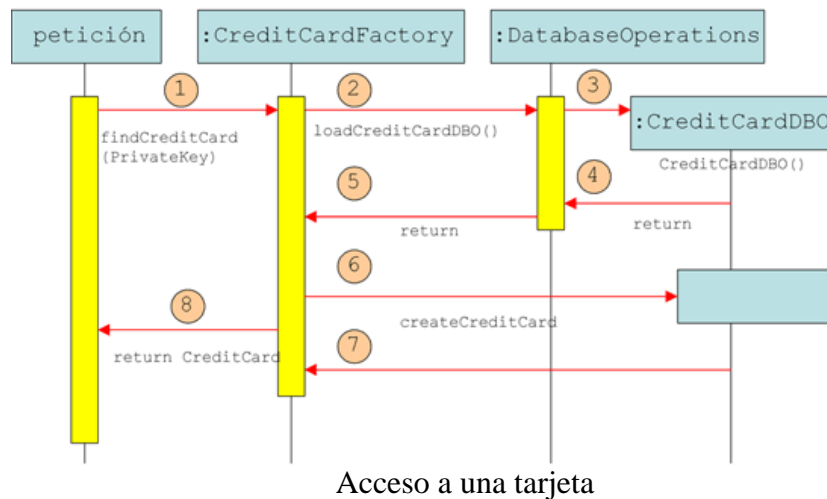 petición
:CreditCardFactory
:DatabaseOperations
1
2
3
:CreditCardDBO
findCreditCard
(PrivateKey)
loadCreditCardDBO()
CreditCardDBO()
5
4
return
return
6
8
createCreditCard
7
return CreditCard
Acceso a una tarjeta